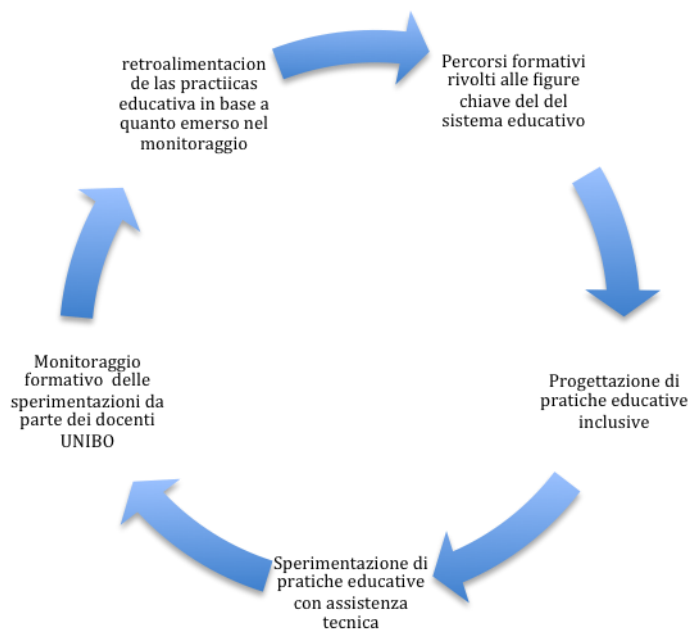 retroalimentacion
de las practiicas
educativa in base a
quanto emerso nel
monitoraggio
Percorsi formativi
rivolti alle figure
chiave del del
sistema educativo
Progettazione di
pratiche educative
inclusive
Sperimentazione di
pratiche educative
con assistenza
tecnica
Monitoraggio
formativo delle
sperimentazioni da
parte dei docenti
UNIBO